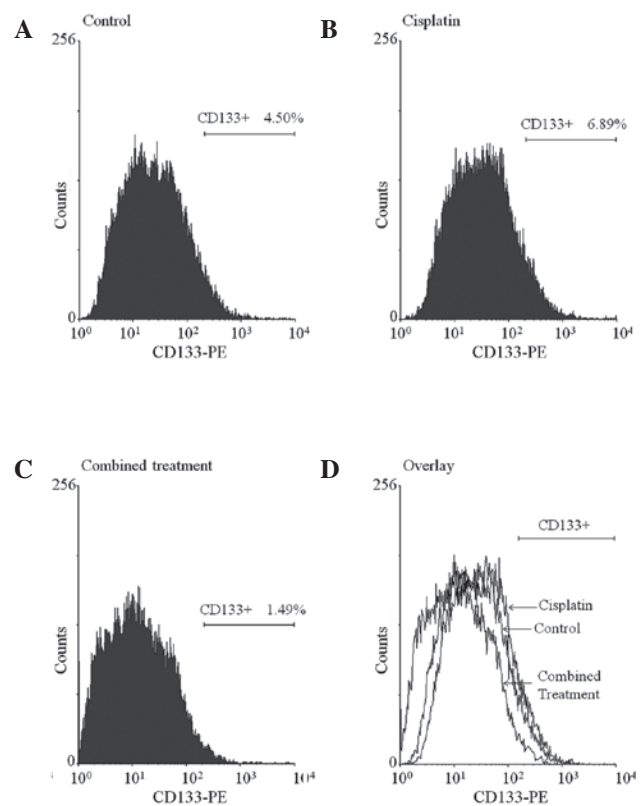 A Control
256
CD133+ 4.50%
Counts
0
10⁰ 10¹ 10² 10³ 10⁴
CD133-PE
B Cisplatin
256
CD133+ 6.89%
Counts
0
10⁰ 10¹ 10² 10³ 10⁴
CD133-PE
C Combined treatment
256
CD133+ 1.49%
Counts
0
10⁰ 10¹ 10² 10³ 10⁴
CD133-PE
D Overlay
256
CD133+
Cisplatin
Control
Combined
Treatment
Counts
0
10⁰ 10¹ 10² 10³ 10⁴
CD133-PE